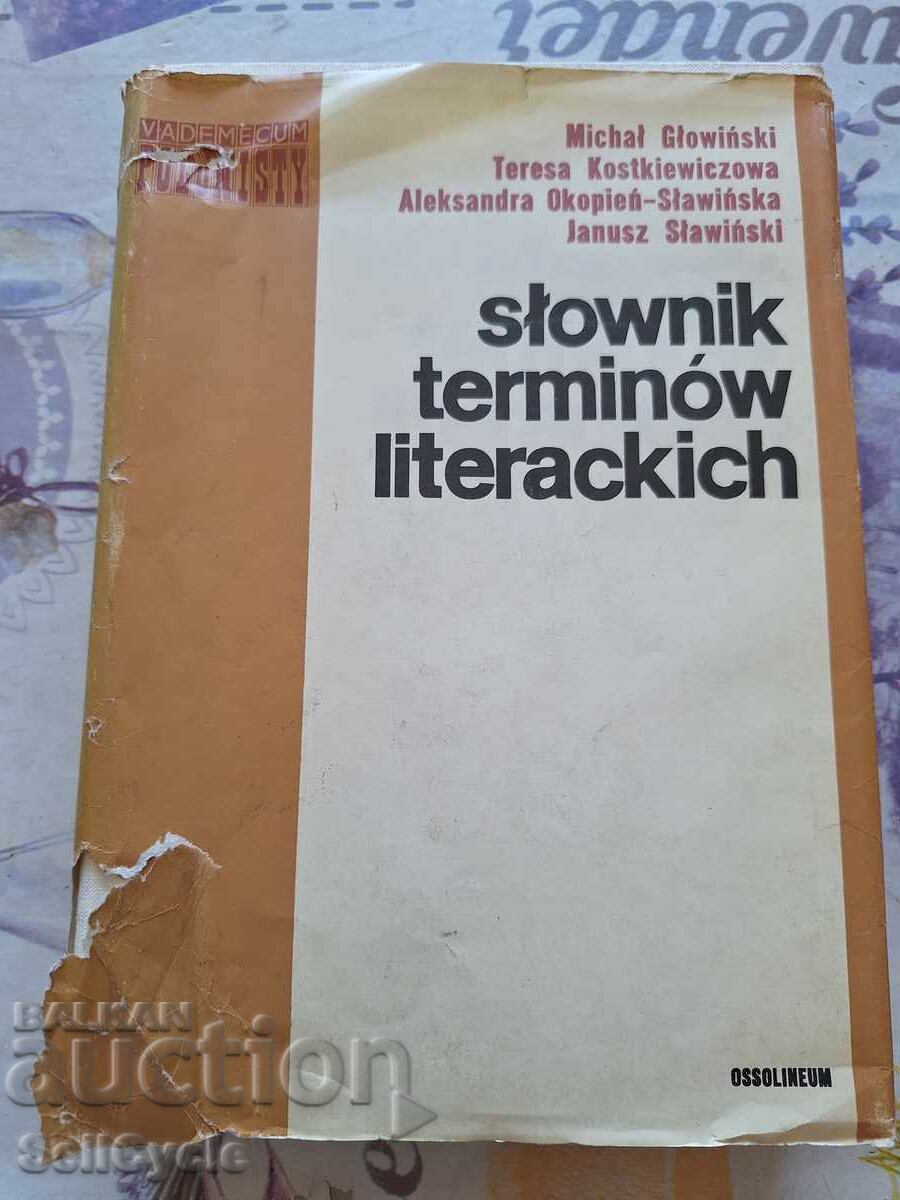 VADEMECUM
POLONISTY
Michał Głowiński
Teresa Kostkiewiczowa
Aleksandra Okopień-Sławińska
Janusz Sławiński
słownik
terminów
literackich
OSSOLINEUM
BALKAN
auction
SellCycle